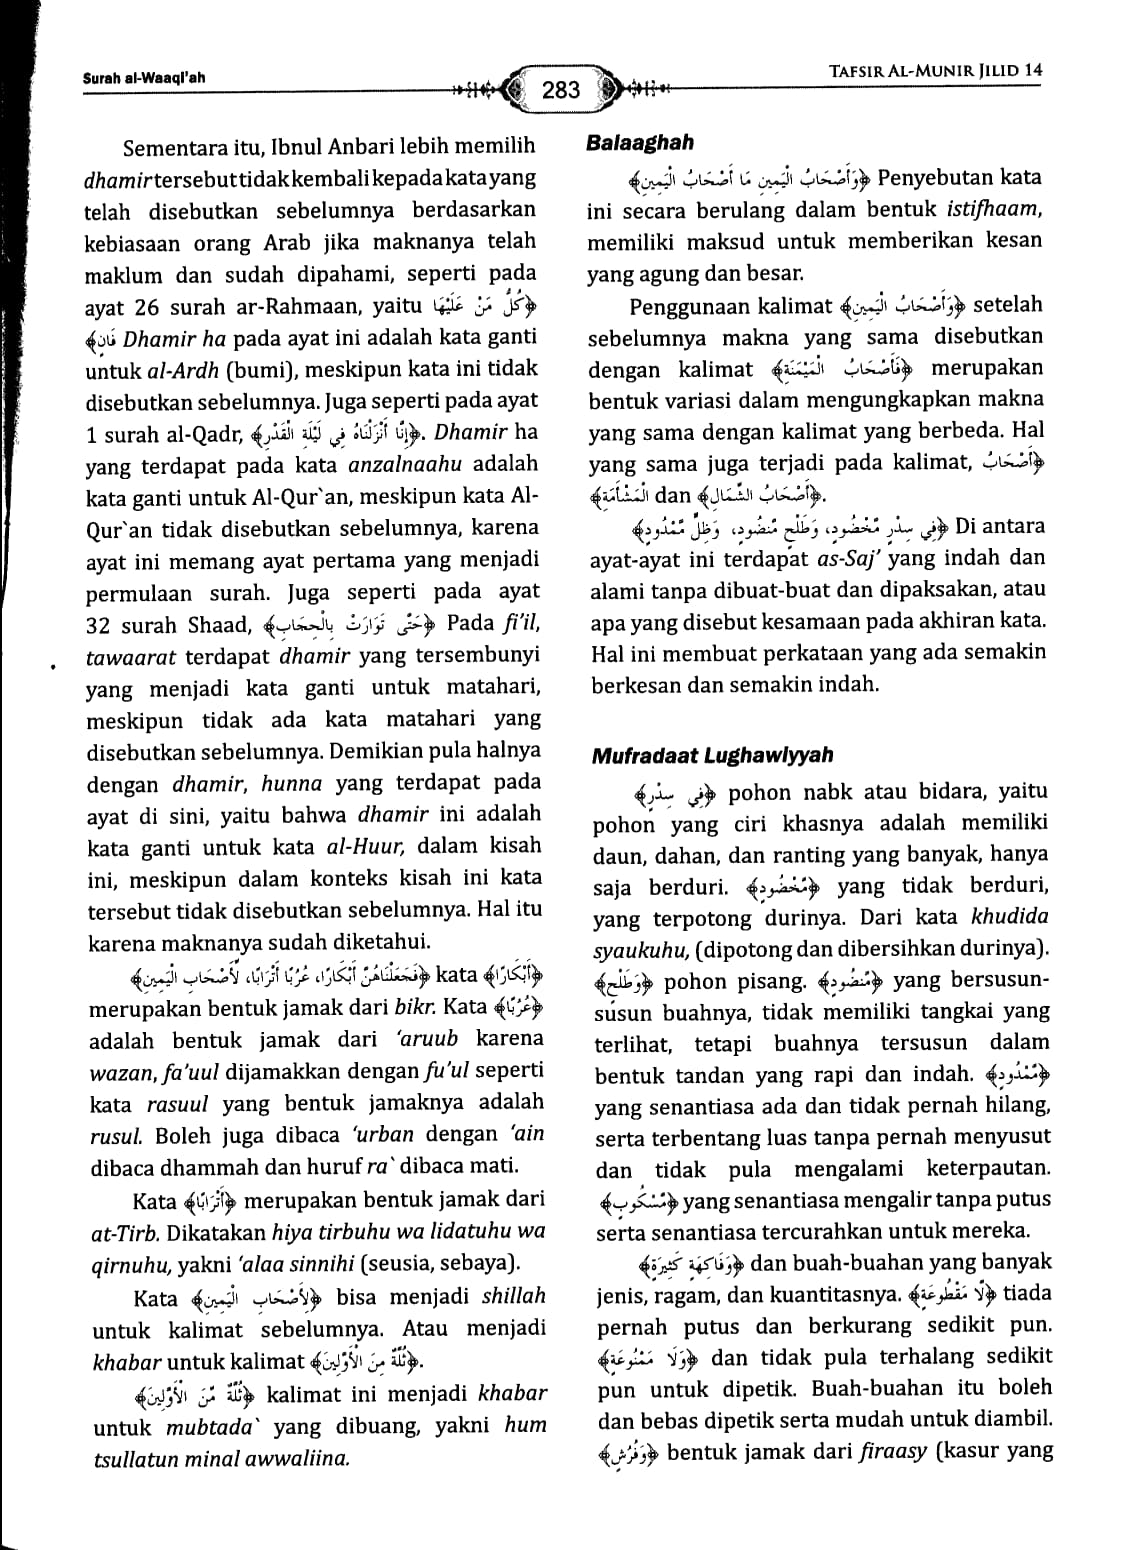 Surah al-Waaqi'ah
283
TAFSIR AL-MUNIR JILID 14
Sementara itu, Ibnul Anbari lebih memilih
dhamir tersebut tidak kembali kepada kata yang
telah disebutkan sebelumnya berdasarkan
kebiasaan orang Arab jika maknanya telah
maklum dan sudah dipahami, seperti pada
ayat 26 surah ar-Rahmaan, yaitu ﴿كُلُّ مَنْ عَلَيْهَا
فَانٍ﴾ Dhamir ha pada ayat ini adalah kata ganti
untuk al-Ardh (bumi), meskipun kata ini tidak
disebutkan sebelumnya. Juga seperti pada ayat
1 surah al-Qadr, ﴿إِنَّا أَنْزَلْنَاهُ فِي لَيْلَةِ الْقَدْرِ﴾. Dhamir ha
yang terdapat pada kata anzalnaahu adalah
kata ganti untuk Al-Qur`an, meskipun kata Al-
Qur`an tidak disebutkan sebelumnya, karena
ayat ini memang ayat pertama yang menjadi
permulaan surah. Juga seperti pada ayat
32 surah Shaad, ﴿حَتَّى تَوَارَتْ بِالْحِجَابِ﴾ Pada fi'il,
tawaarat terdapat dhamir yang tersembunyi
yang menjadi kata ganti untuk matahari,
meskipun tidak ada kata matahari yang
disebutkan sebelumnya. Demikian pula halnya
dengan dhamir, hunna yang terdapat pada
ayat di sini, yaitu bahwa dhamir ini adalah
kata ganti untuk kata al-Huur, dalam kisah
ini, meskipun dalam konteks kisah ini kata
tersebut tidak disebutkan sebelumnya. Hal itu
karena maknanya sudah diketahui.
﴿فَجَعَلْنَاهُنَّ أَبْكَارًا، عُرُبًا أَتْرَابًا، لِأَصْحَابِ الْيَمِينِ﴾ kata ﴿أَبْكَارًا﴾
merupakan bentuk jamak dari bikr. Kata ﴿عُرُبًا﴾
adalah bentuk jamak dari 'aruub karena
wazan, fa'uul dijamakkan dengan fu'ul seperti
kata rasuul yang bentuk jamaknya adalah
rusul. Boleh juga dibaca 'urban dengan 'ain
dibaca dhammah dan huruf ra` dibaca mati.
Kata ﴿أَتْرَابًا﴾ merupakan bentuk jamak dari
at-Tirb. Dikatakan hiya tirbuhu wa lidatuhu wa
qirnuhu, yakni 'alaa sinnihi (seusia, sebaya).
Kata ﴿لِأَصْحَابِ الْيَمِينِ﴾ bisa menjadi shillah
untuk kalimat sebelumnya. Atau menjadi
khabar untuk kalimat ﴿ثُلَّةٌ مِنَ الْأَوَّلِينَ﴾.
﴿ثُلَّةٌ مِّنَ الْأَوَّلِينَ﴾ kalimat ini menjadi khabar
untuk mubtada` yang dibuang, yakni hum
tsullatun minal awwaliina.
Balaaghah
﴿وَأَصْحَابُ الْيَمِينِ مَا أَصْحَابُ الْيَمِينِ﴾ Penyebutan kata
ini secara berulang dalam bentuk istifhaam,
memiliki maksud untuk memberikan kesan
yang agung dan besar.
Penggunaan kalimat ﴿وَأَصْحَابُ الْيَمِينِ﴾ setelah
sebelumnya makna yang sama disebutkan
dengan kalimat ﴿فَأَصْحَابُ الْمَيْمَنَةِ﴾ merupakan
bentuk variasi dalam mengungkapkan makna
yang sama dengan kalimat yang berbeda. Hal
yang sama juga terjadi pada kalimat, ﴿أَصْحَابُ
الْمَشْأَمَةِ﴾ dan ﴿أَصْحَابُ الشِّمَالِ﴾.
﴿فِي سِدْرٍ مَّخْضُودٍ، وَطَلْحٍ مَّنضُودٍ، وَظِلٍّ مَّمْدُودٍ﴾ Di antara
ayat-ayat ini terdapat as-Saj' yang indah dan
alami tanpa dibuat-buat dan dipaksakan, atau
apa yang disebut kesamaan pada akhiran kata.
Hal ini membuat perkataan yang ada semakin
berkesan dan semakin indah.
Mufradaat Lughawiyyah
﴿فِي سِدْرٍ﴾ pohon nabk atau bidara, yaitu
pohon yang ciri khasnya adalah memiliki
daun, dahan, dan ranting yang banyak, hanya
saja berduri. ﴿مَّخْضُودٍ﴾ yang tidak berduri,
yang terpotong durinya. Dari kata khudida
syaukuhu, (dipotong dan dibersihkan durinya).
﴿وَطَلْحٍ﴾ pohon pisang. ﴿مَّنضُودٍ﴾ yang bersusun-
susun buahnya, tidak memiliki tangkai yang
terlihat, tetapi buahnya tersusun dalam
bentuk tandan yang rapi dan indah. ﴿مَّمْدُودٍ﴾
yang senantiasa ada dan tidak pernah hilang,
serta terbentang luas tanpa pernah menyusut
dan tidak pula mengalami keterpautan.
﴿مَّسْكُوبٍ﴾ yang senantiasa mengalir tanpa putus
serta senantiasa tercurahkan untuk mereka.
﴿وَفَاكِهَةٍ كَثِيرَةٍ﴾ dan buah-buahan yang banyak
jenis, ragam, dan kuantitasnya. ﴿لَّا مَقْطُوعَةٍ﴾ tiada
pernah putus dan berkurang sedikit pun.
﴿وَلَا مَمْنُوعَةٍ﴾ dan tidak pula terhalang sedikit
pun untuk dipetik. Buah-buahan itu boleh
dan bebas dipetik serta mudah untuk diambil.
﴿وَفُرُشٍ﴾ bentuk jamak dari firaasy (kasur yang